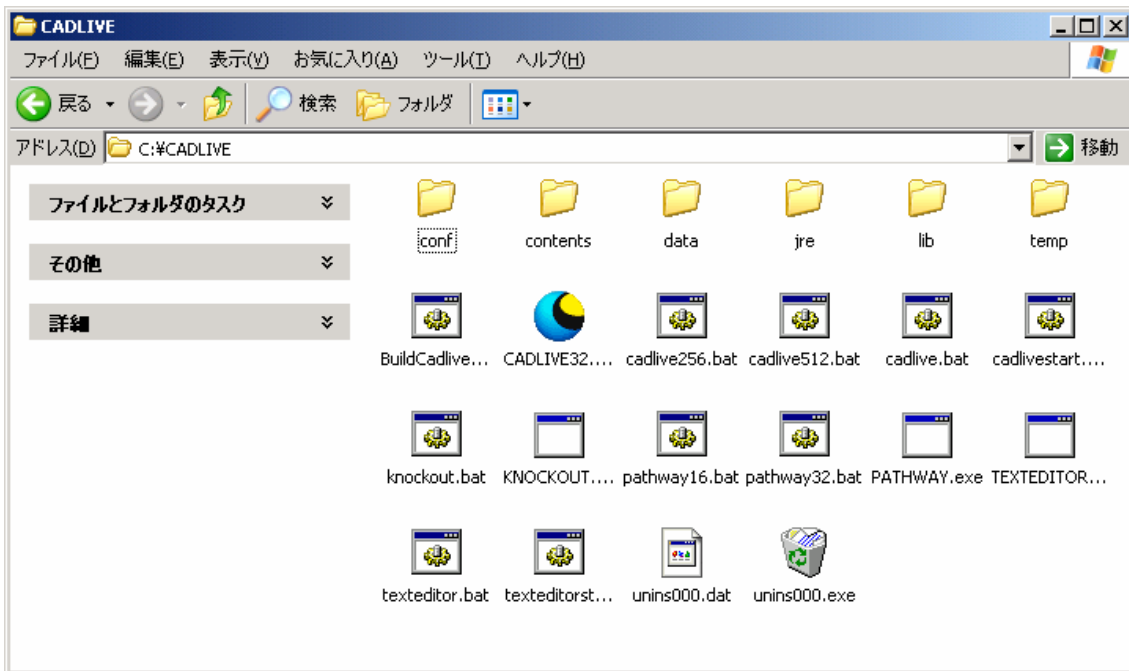 CADLIVE
ファイル(F) 編集(E) 表示(V) お気に入り(A) ツール(T) ヘルプ(H)
戻る 検索 フォルダ
アドレス(D) C:¥CADLIVE 移動
ファイルとフォルダのタスク
その他
詳細
conf contents data jre lib temp
BuildCadlive... CADLIVE32.... cadlive256.bat cadlive512.bat cadlive.bat cadlivestart....
knockout.bat KNOCKOUT.... pathway16.bat pathway32.bat PATHWAY.exe TEXTEDITOR...
texteditor.bat texteditorst... unins000.dat unins000.exe